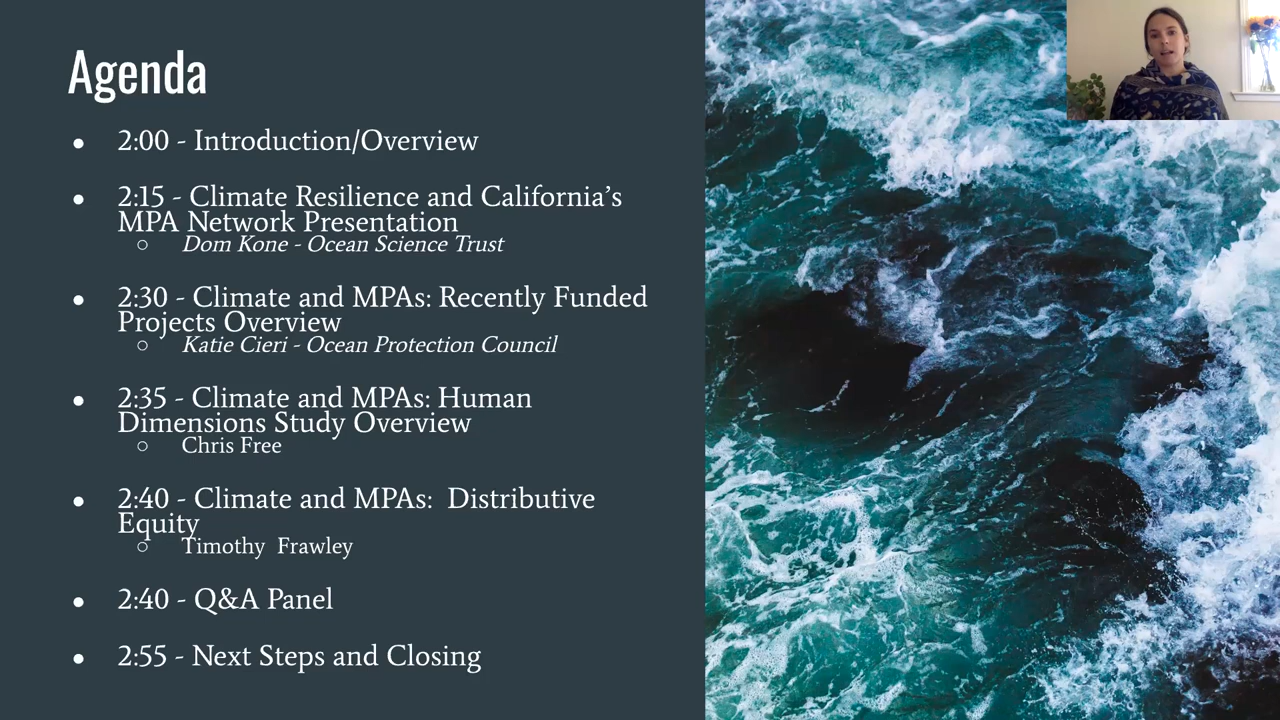 Agenda
● 2:00 - Introduction/Overview
● 2:15 - Climate Resilience and California’s
MPA Network Presentation
○ Dom Kone - Ocean Science Trust
● 2:30 - Climate and MPAs: Recently Funded
Projects Overview
○ Katie Cieri - Ocean Protection Council
● 2:35 - Climate and MPAs: Human
Dimensions Study Overview
○ Chris Free
● 2:40 - Climate and MPAs:  Distributive
Equity
○ Timothy  Frawley
● 2:40 - Q&A Panel
● 2:55 - Next Steps and Closing